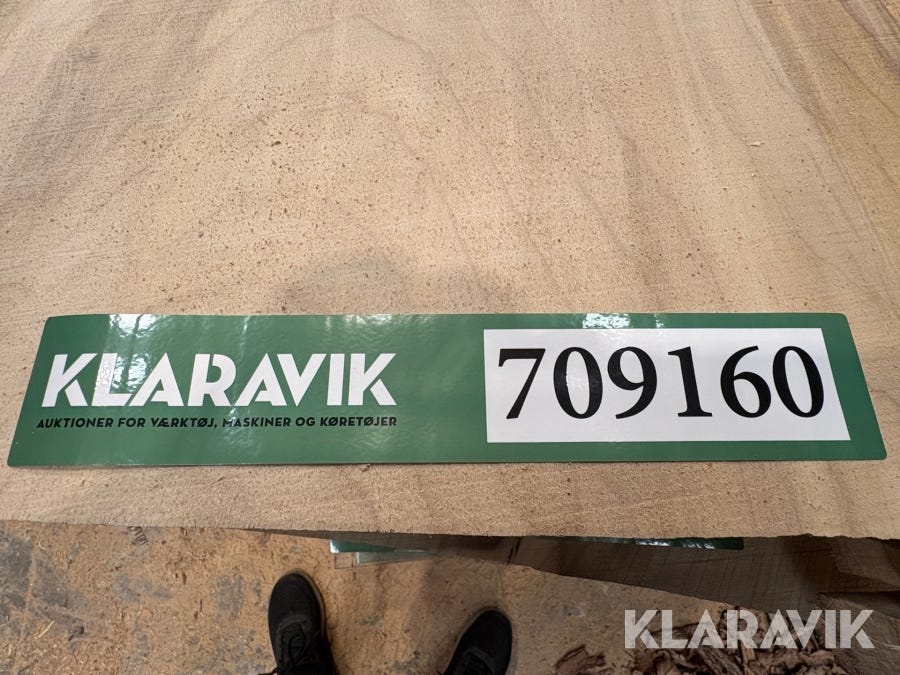 KLARAVIK
AUKTIONER FOR VÆRKTØJ, MASKINER OG KØRETØJER
709160
KLARAVIK